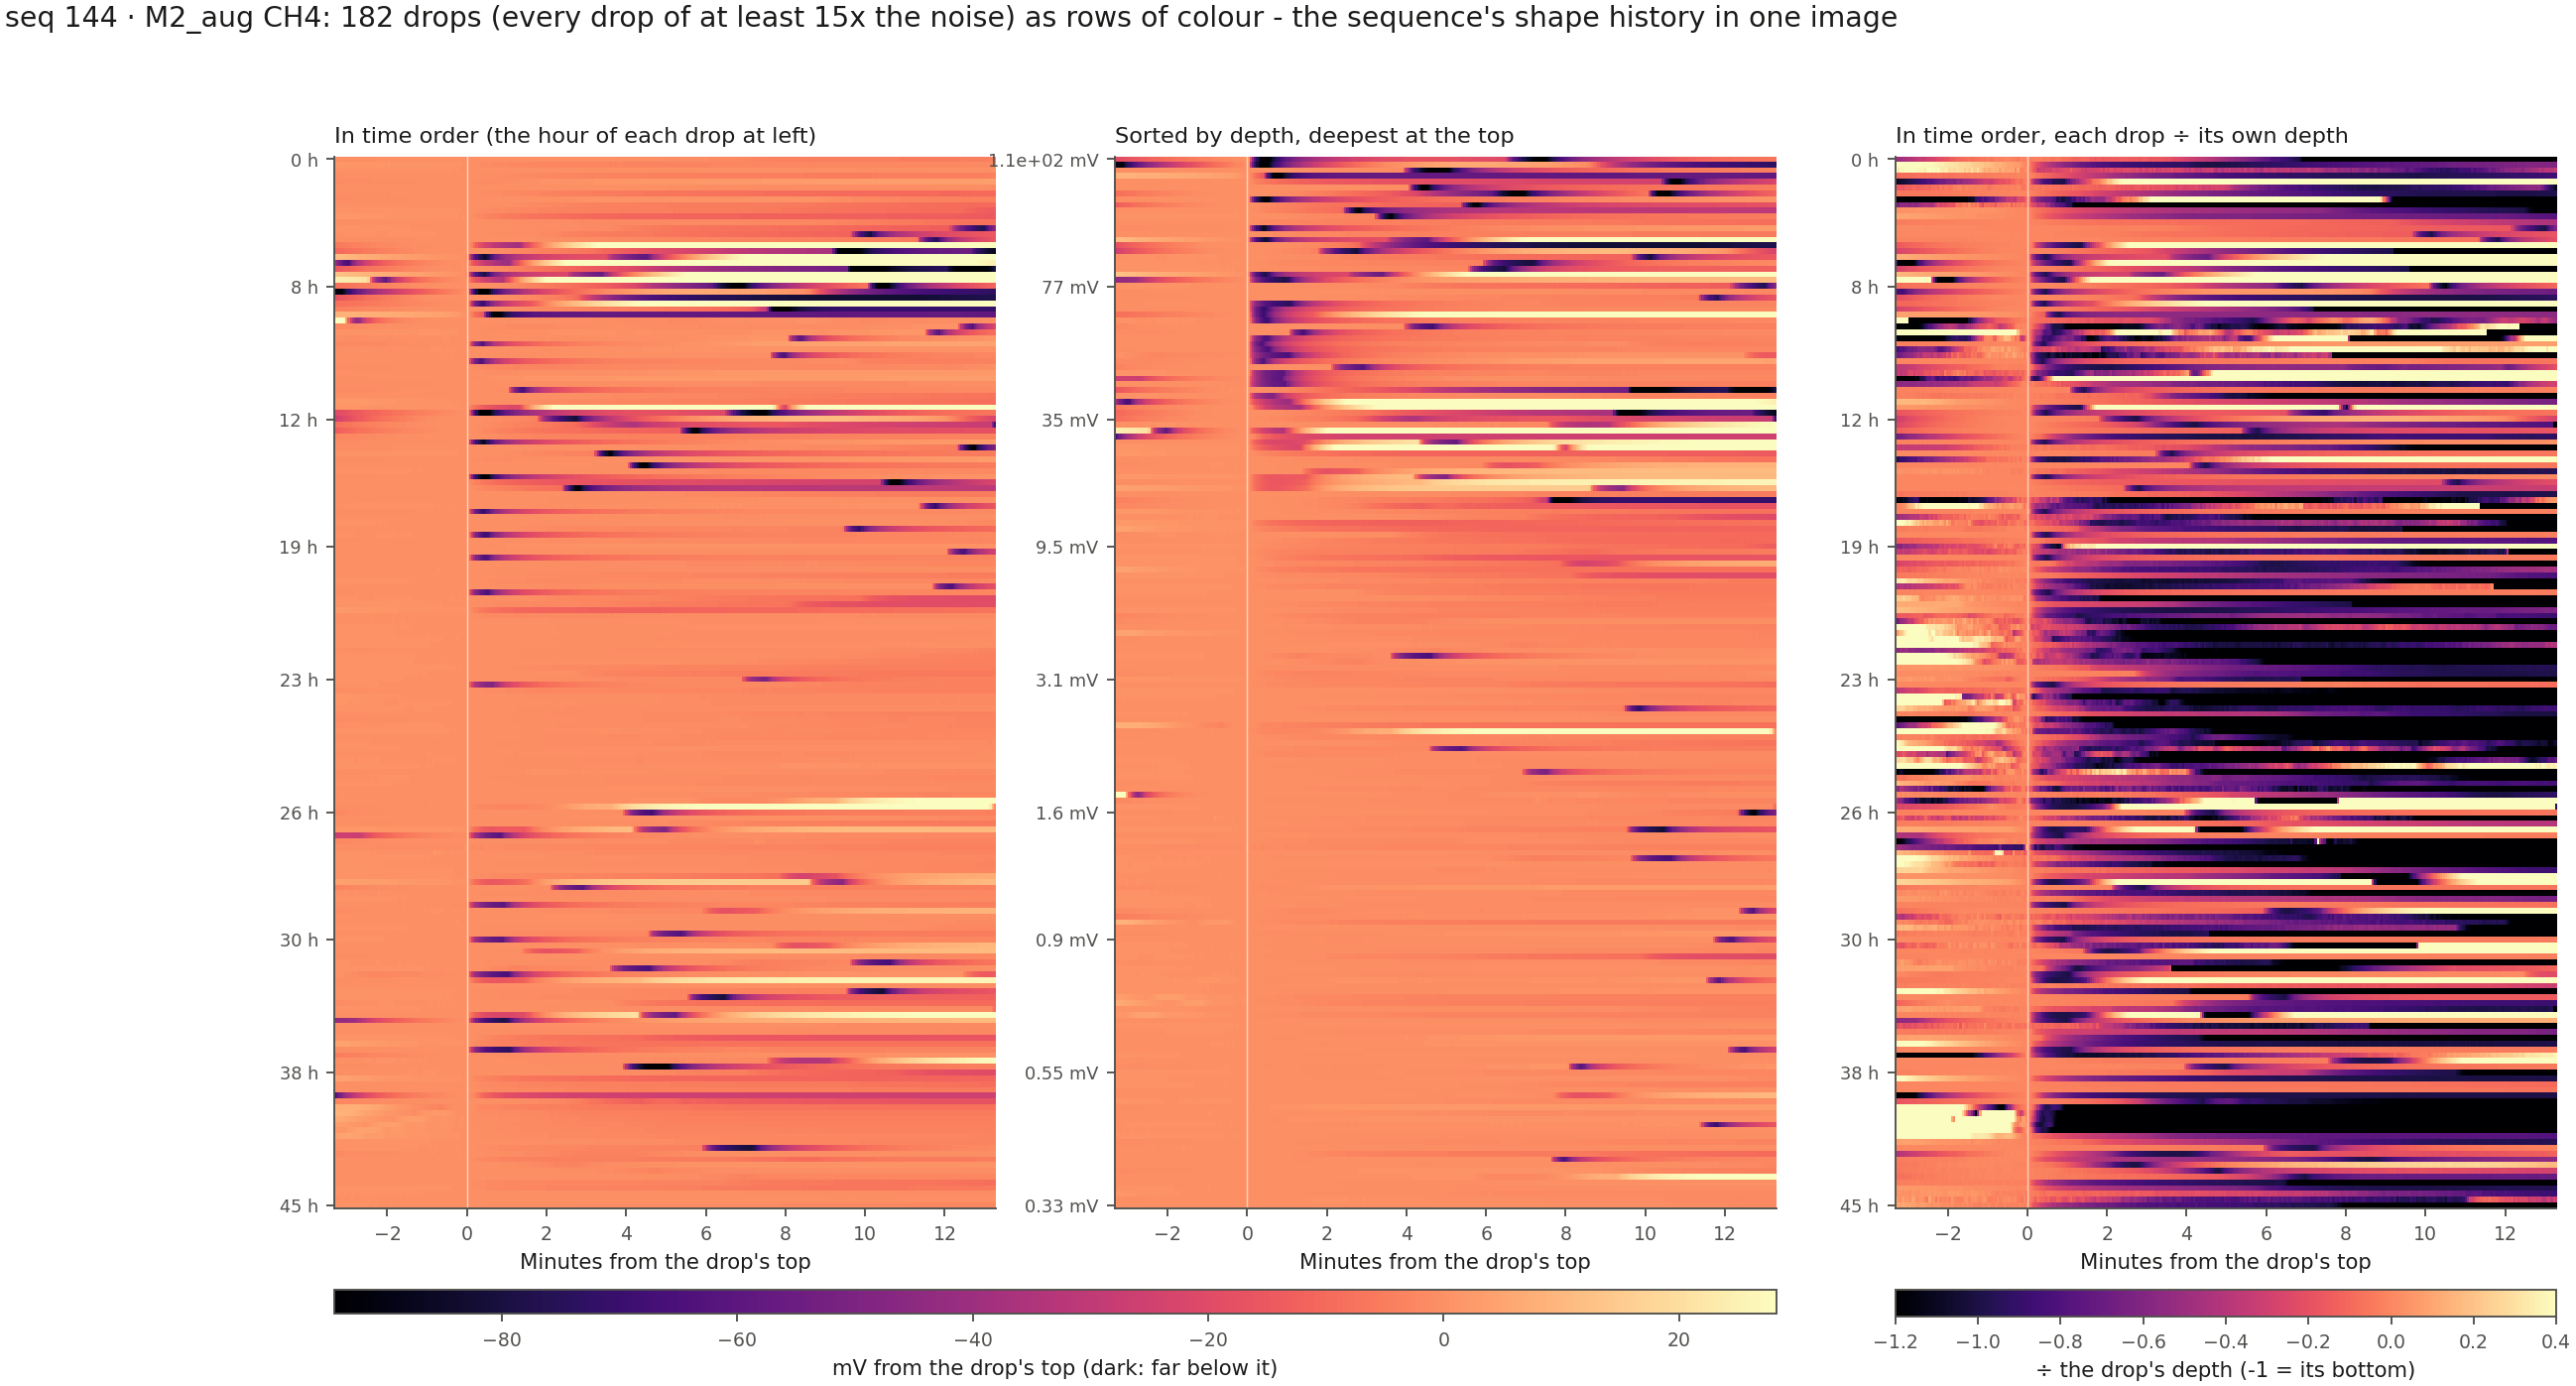 seq 144 · M2_aug CH4: 182 drops (every drop of at least 15x the noise) as rows of colour - the sequence's shape history in one image
In time order (the hour of each drop at left)
0 h
8 h
12 h
19 h
23 h
26 h
30 h
38 h
45 h
−2 0 2 4 6 8 10 12
Minutes from the drop's top
Sorted by depth, deepest at the top
1.1e+02 mV
77 mV
35 mV
9.5 mV
3.1 mV
1.6 mV
0.9 mV
0.55 mV
0.33 mV
−2 0 2 4 6 8 10 12
Minutes from the drop's top
In time order, each drop ÷ its own depth
0 h
8 h
12 h
19 h
23 h
26 h
30 h
38 h
45 h
−2 0 2 4 6 8 10 12
Minutes from the drop's top
−80 −60 −40 −20 0 20
mV from the drop's top (dark: far below it)
−1.2 −1.0 −0.8 −0.6 −0.4 −0.2 0.0 0.2 0.4
÷ the drop's depth (-1 = its bottom)